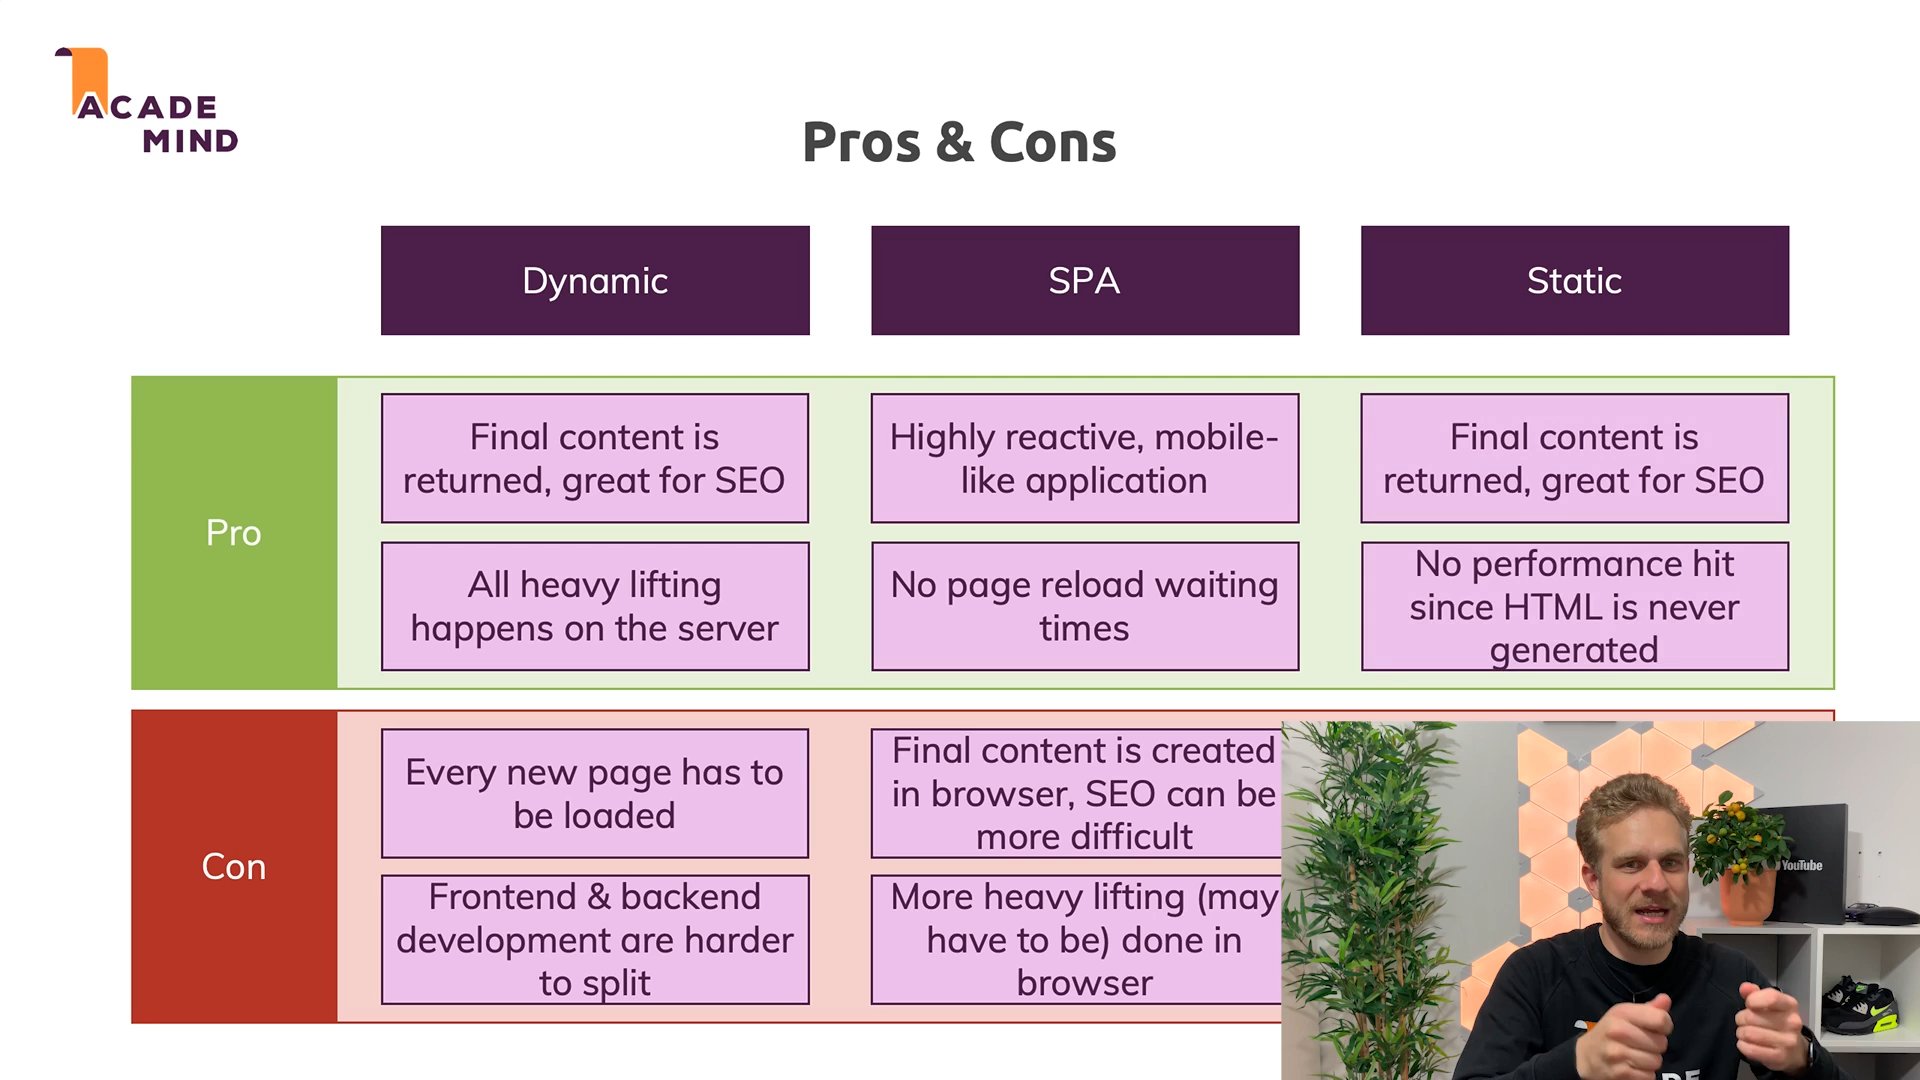 ACADE
MIND
Pros & Cons
Dynamic
SPA
Static
Pro
Final content is
returned, great for SEO
Highly reactive, mobile-
like application
Final content is
returned, great for SEO
All heavy lifting
happens on the server
No page reload waiting
times
No performance hit
since HTML is never
generated
Con
Every new page has to
be loaded
Final content is created
in browser, SEO can be
more difficult
Frontend & backend
development are harder
to split
More heavy lifting (may
have to be) done in
browser
YouTube